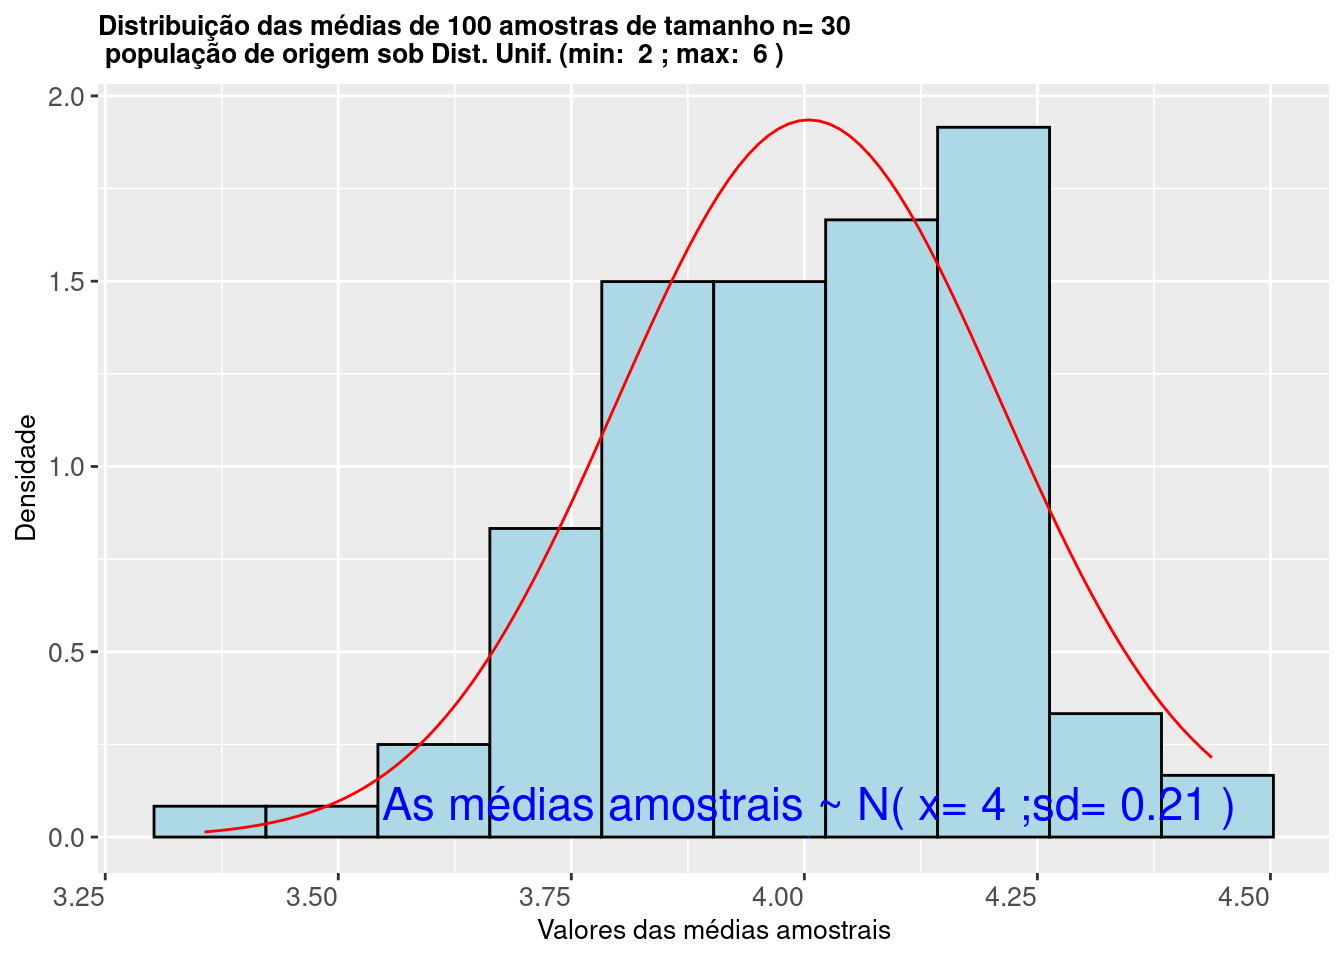 Distribuição das médias de 100 amostras de tamanho n= 30
população de origem sob Dist. Unif. (min:  2 ; max:  6 )
2.0
1.5
1.0
0.5
0.0
Densidade
As médias amostrais ~ N( x= 4 ;sd= 0.21 )
3.25 3.50 3.75 4.00 4.25 4.50
Valores das médias amostrais